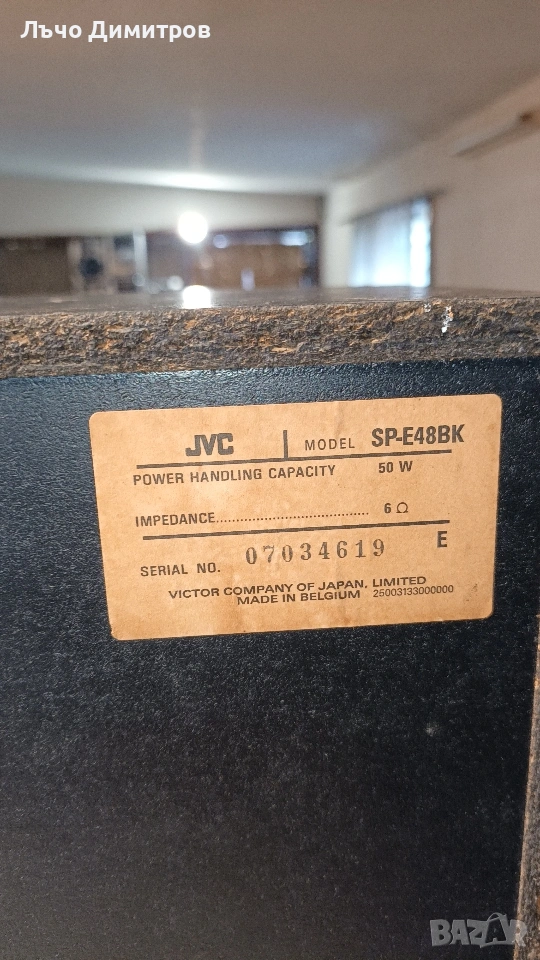 Лъчо Димитров
JVC MODEL SP-E48BK
POWER HANDLING CAPACITY 50 W
IMPEDANCE..................................... 6 Ω
SERIAL NO. 07034619 E
VICTOR COMPANY OF JAPAN, LIMITED
MADE IN BELGIUM 25003133000000
BAZAR